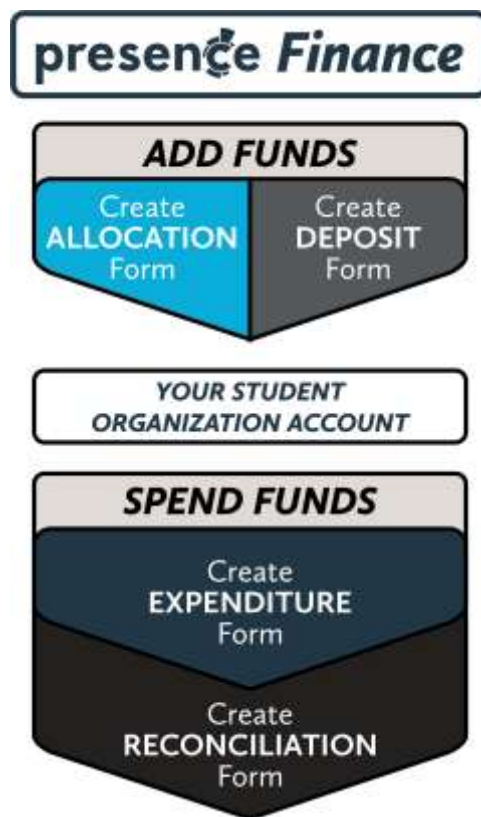 presence Finance
ADD FUNDS
Create
ALLOCATION
Form
Create
DEPOSIT
Form
YOUR STUDENT
ORGANIZATION ACCOUNT
SPEND FUNDS
Create
EXPENDITURE
Form
Create
RECONCILIATION
Form